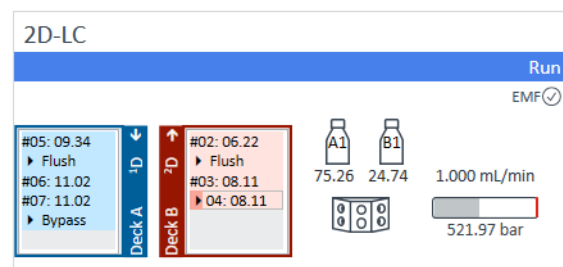 2D-LC
Run
EMF
#05: 09.34
Flush
#06: 11.02
#07: 11.02
Bypass
1D
Deck A
2D
Deck B
#02: 06.22
Flush
#03: 08.11
04: 08.11
A1
B1
75.26
24.74
1.000 mL/min
521.97 bar